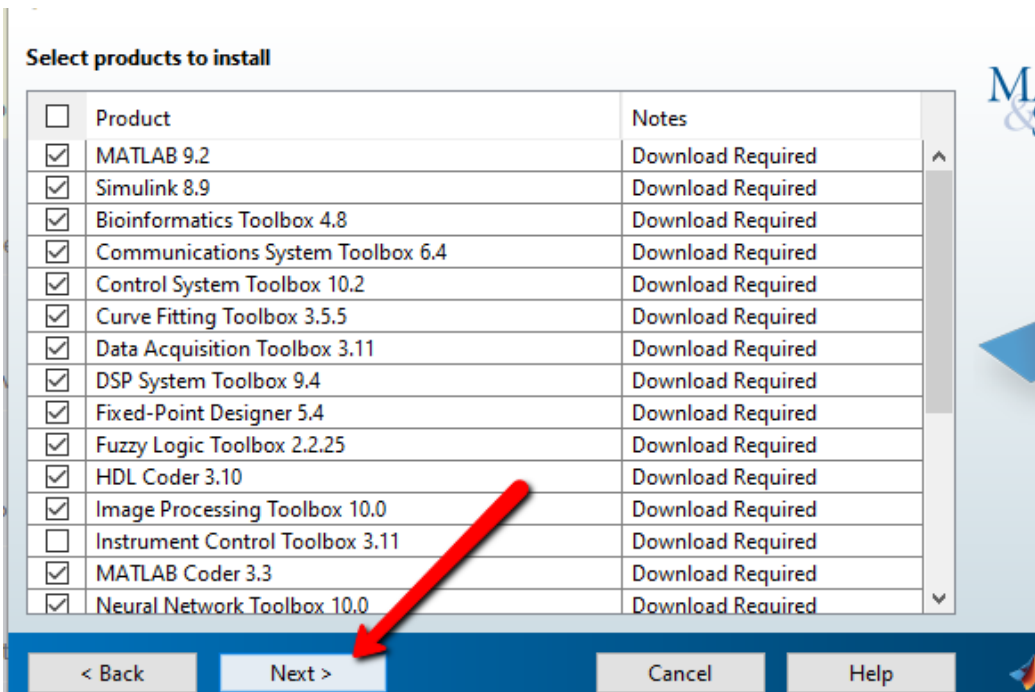 Select products to install
Product Notes
MATLAB 9.2 Download Required
Simulink 8.9 Download Required
Bioinformatics Toolbox 4.8 Download Required
Communications System Toolbox 6.4 Download Required
Control System Toolbox 10.2 Download Required
Curve Fitting Toolbox 3.5.5 Download Required
Data Acquisition Toolbox 3.11 Download Required
DSP System Toolbox 9.4 Download Required
Fixed-Point Designer 5.4 Download Required
Fuzzy Logic Toolbox 2.2.25 Download Required
HDL Coder 3.10 Download Required
Image Processing Toolbox 10.0 Download Required
Instrument Control Toolbox 3.11 Download Required
MATLAB Coder 3.3 Download Required
Neural Network Toolbox 10.0 Download Required
< Back Next > Cancel Help